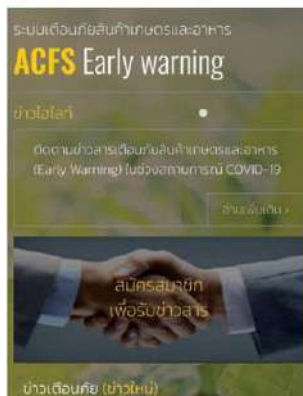 ระบบเตือนภัยสินค้าเกษตรและอาหาร
ACFS Early warning
ข่าวไฮไลท์
ติดตามข่าวสารเตือนภัยสินค้าเกษตรและอาหาร
(Early Warning) ในช่วงสถานการณ์ COVID-19
อ่านเพิ่มเติม ›
สมัครสมาชิก
เพื่อรับข่าวสาร
ข่าวเตือนภัย (ข่าวใหม่)